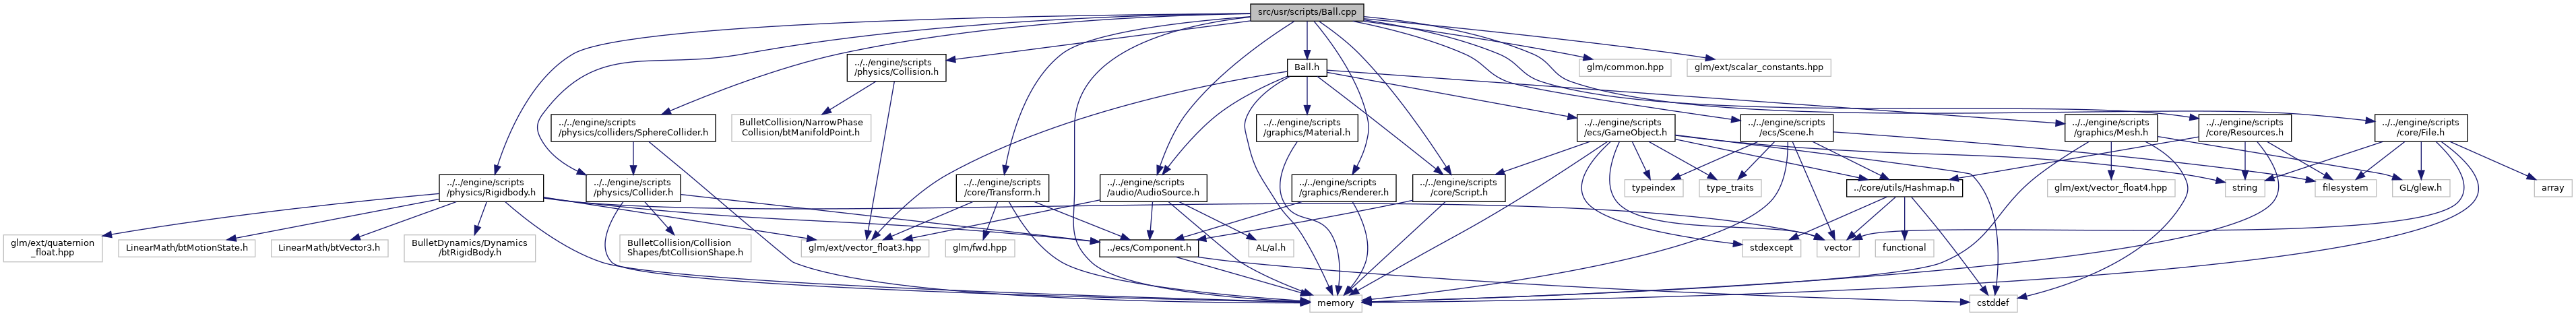 src/usr/scripts/Ball.cpp
../../engine/scripts
/physics/Collision.h
Ball.h
glm/common.hpp
glm/ext/scalar_constants.hpp
../../engine/scripts
/physics/colliders/SphereCollider.h
BulletCollision/NarrowPhase
Collision/btManifoldPoint.h
../../engine/scripts
/graphics/Material.h
../../engine/scripts
/ecs/GameObject.h
../../engine/scripts
/ecs/Scene.h
../../engine/scripts
/graphics/Mesh.h
../../engine/scripts
/core/Resources.h
../../engine/scripts
/core/File.h
../../engine/scripts
/physics/Rigidbody.h
../../engine/scripts
/physics/Collider.h
../../engine/scripts
/core/Transform.h
../../engine/scripts
/audio/AudioSource.h
../../engine/scripts
/graphics/Renderer.h
../../engine/scripts
/core/Script.h
typeindex
type_traits
../core/utils/Hashmap.h
glm/ext/vector_float4.hpp
string
filesystem
GL/glew.h
array
glm/ext/quaternion
_float.hpp
LinearMath/btMotionState.h
LinearMath/btVector3.h
BulletDynamics/Dynamics
/btRigidBody.h
BulletCollision/Collision
Shapes/btCollisionShape.h
glm/ext/vector_float3.hpp
glm/fwd.hpp
../ecs/Component.h
AL/al.h
stdexcept
vector
functional
memory
cstddef